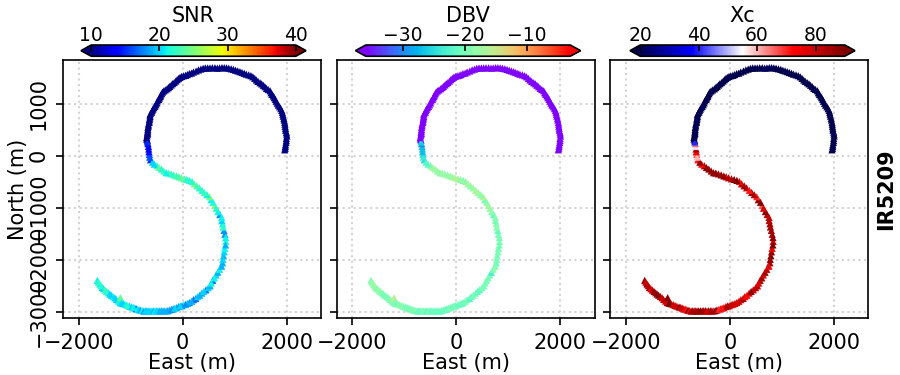 SNR DBV Xc
10 20 30 40 −30 −20 −10 20 40 60 80
North (m)
1000
0
−1000
−2000
−3000
−2000 0 2000 −2000 0 2000 −2000 0 2000
East (m) East (m) East (m)
IR5209